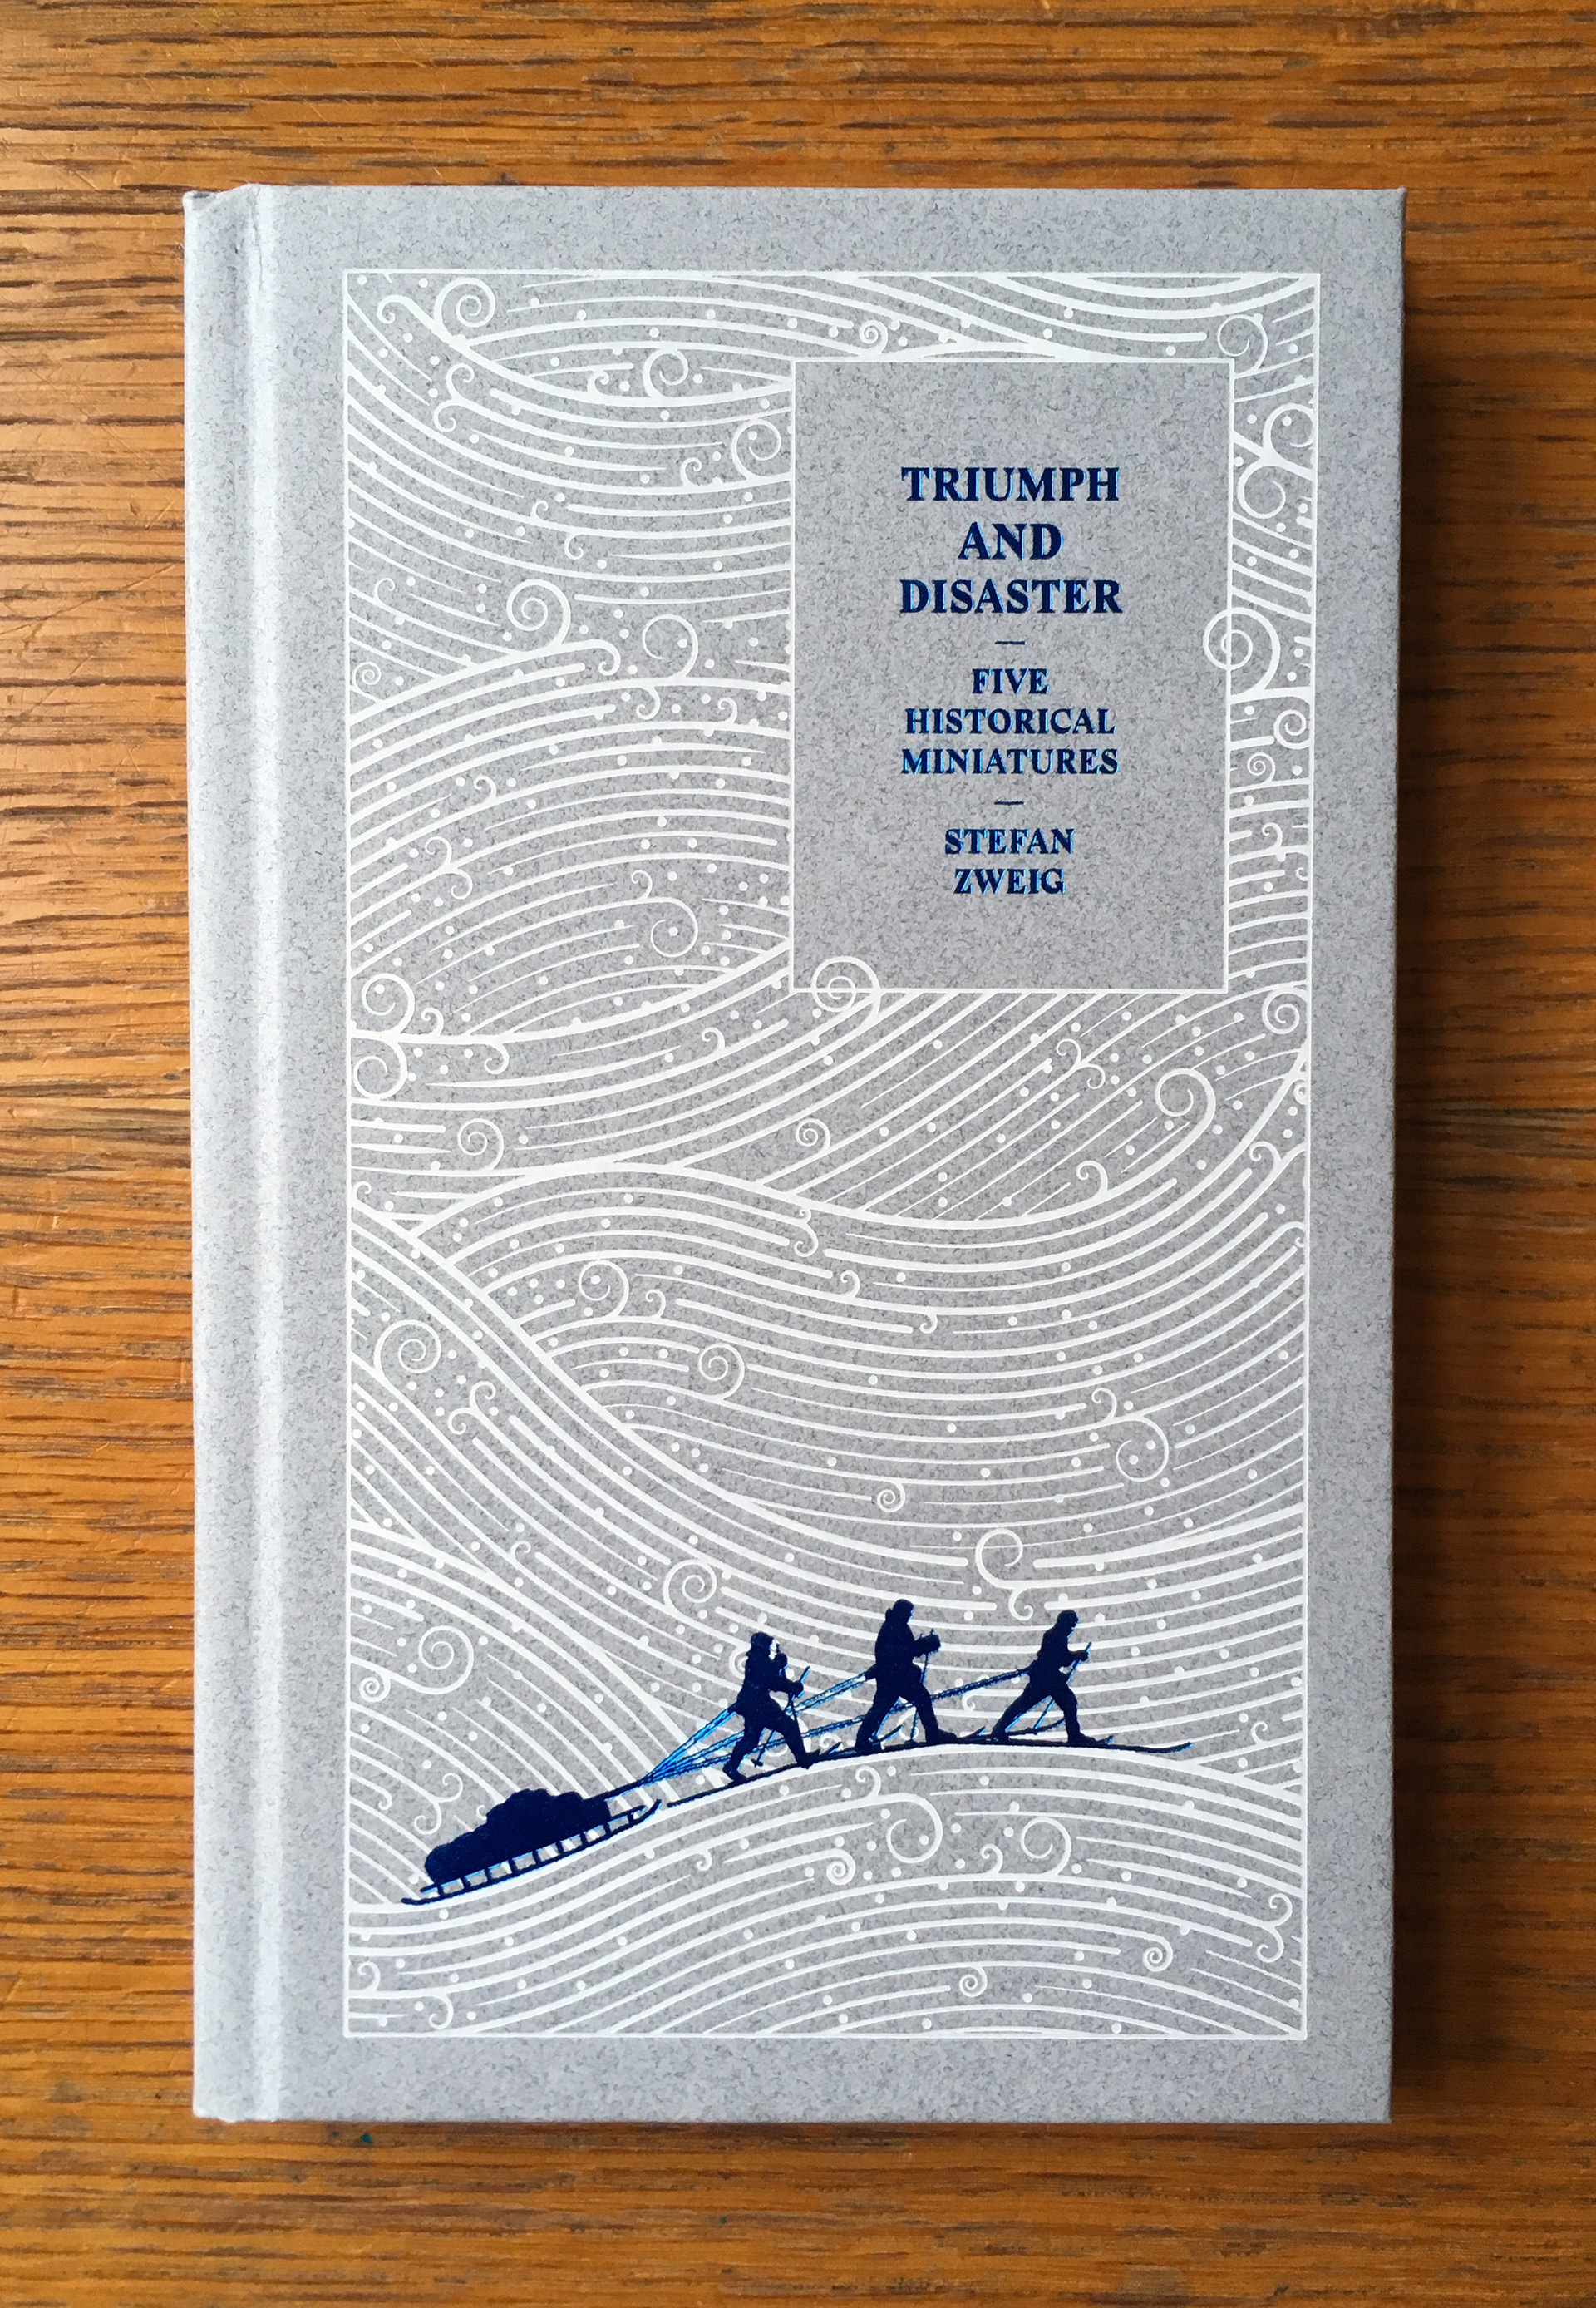 TRIUMPH
AND
DISASTER
—
FIVE
HISTORICAL
MINIATURES
—
STEFAN
ZWEIG